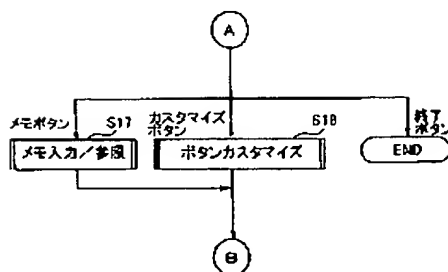 A
メモボタン
S17
カスタマイズ
ボタン
S18
終了
ボタン
メモ入力/参照
ボタンカスタマイズ
END
B